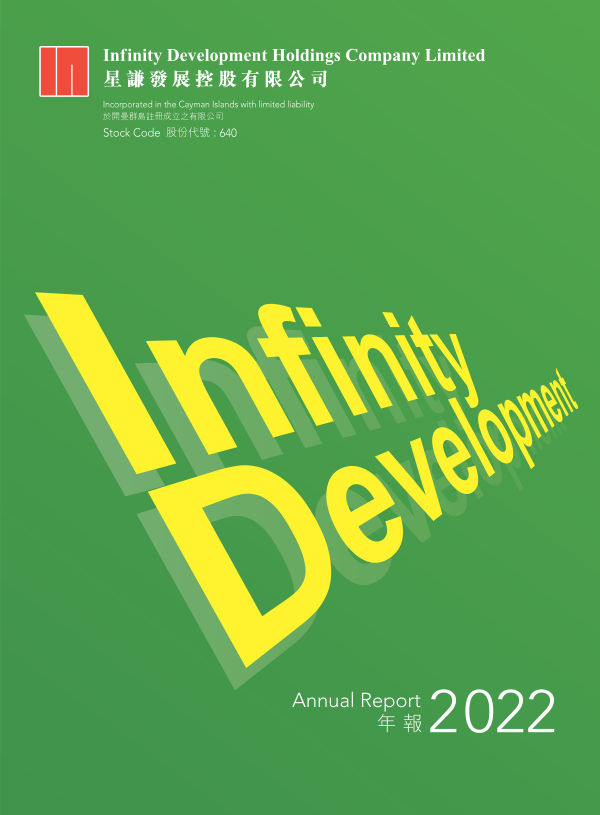 Infinity Development Holdings Company Limited
星謙發展控股有限公司
Incorporated in the Cayman Islands with limited liability
於開曼群島註冊成立之有限公司
Stock Code 股份代號 : 640
Infinity
Development
Annual Report
年報
2022